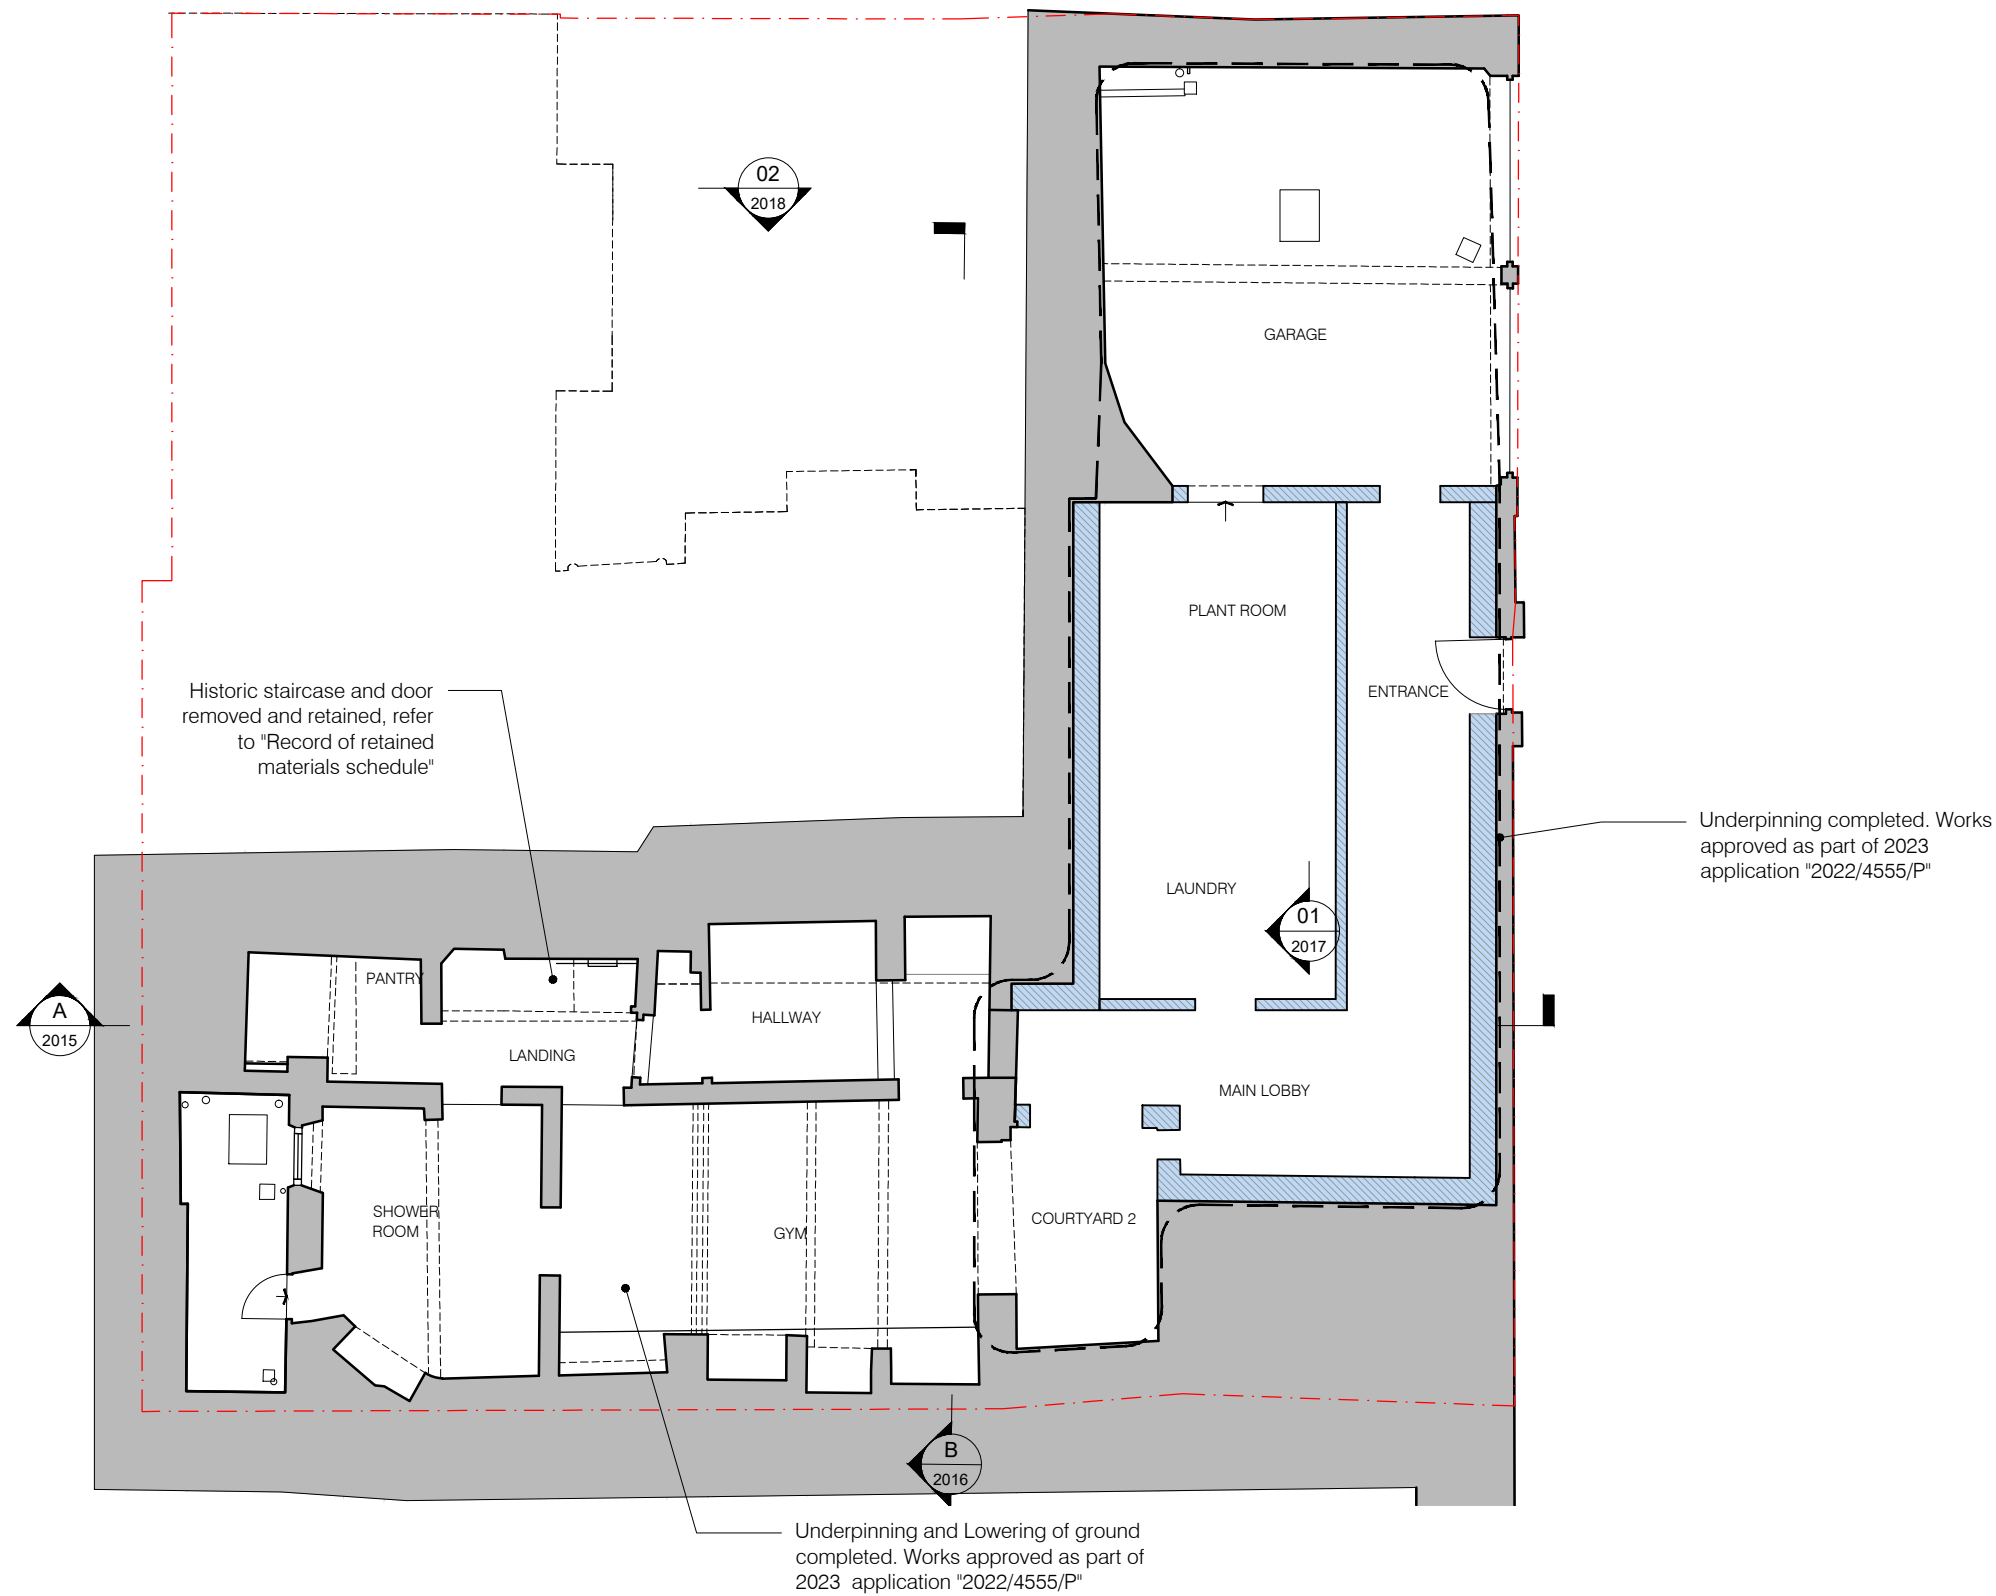 02
2018
GARAGE
PLANT ROOM
Historic staircase and door
removed and retained, refer
to "Record of retained
materials schedule"
ENTRANCE
Underpinning completed. Works
approved as part of 2023
application "2022/4555/P"
LAUNDRY
01
2017
PANTRY
A
2015
HALLWAY
LANDING
MAIN LOBBY
SHOWER
ROOM
GYM
COURTYARD 2
B
2016
Underpinning and Lowering of ground
completed. Works approved as part of
2023 application "2022/4555/P"